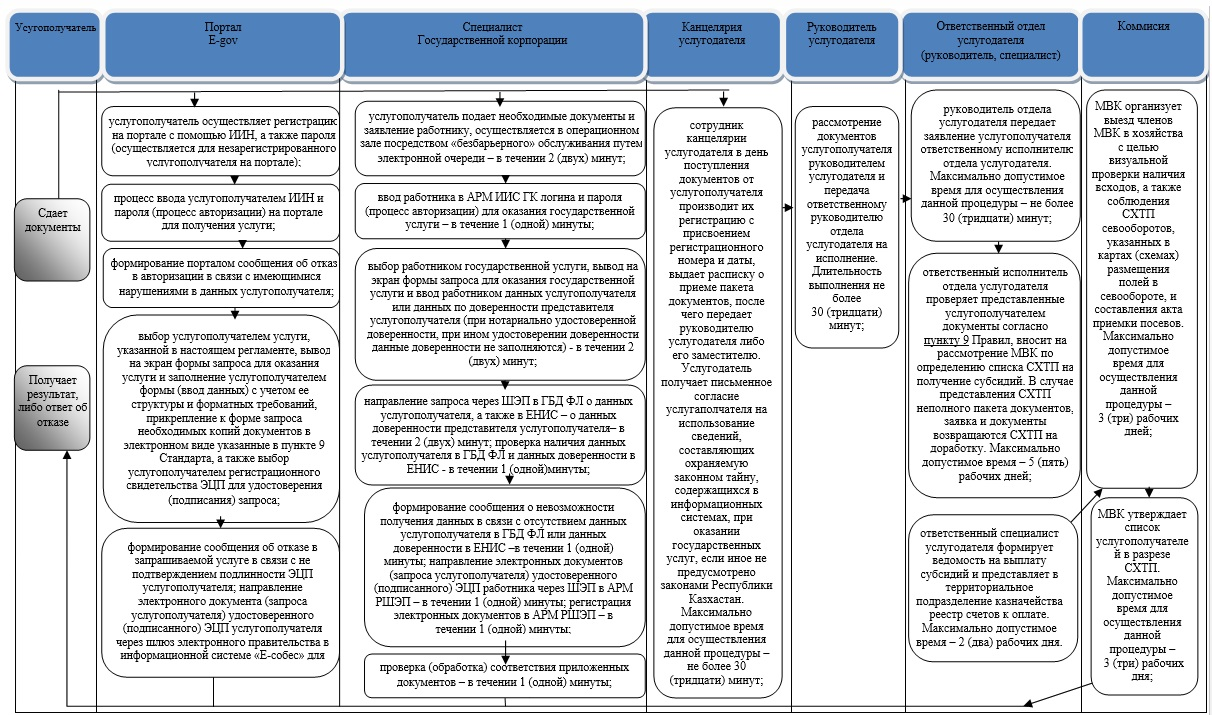 Усугополучатель
Портал
E-gov
Специалист
Государственной корпорации
Канцелярия
услугодателя
Руководитель
услугодателя
Ответственный отдел
услугодателя
(руководитель, специалист)
Коммисия
Сдает
документы
Получает
результат,
либо ответ об
отказе
услугополучатель осуществляет регистрацию
на портале с помощью ИИН, а также пароля
(осуществляется для незарегистрированного
услугополучателя на портале);
процесс ввода услугополучателем ИИН и
пароля (процесс авторизации) на портале
для получения услуги;
формирование порталом сообщения об отказ
в авторизации в связи с имеющимися
нарушениями в данных услугополучателя;
выбор услугополучателем услуги,
указанной в настоящем регламенте, вывод
на экран формы запроса для оказания
услуги и заполнение услугополучателем
формы (ввод данных) с учетом ее
структуры и форматных требований,
прикрепление к форме запроса
необходимых копий документов в
электронном виде указанные в пункте 9
Стандарта, а также выбор
услугополучателем регистрационного
свидетельства ЭЦП для удостоверения
(подписания) запроса;
формирование сообщения об отказе в
запрашиваемой услуге в связи с не
подтверждением подлинности ЭЦП
услугополучателя; направление
электронного документа (запроса
услугополучателя) удостоверенного
(подписанного) ЭЦП услугополучателя
через шлюз электронного правительства в
информационной системе «Е-собес» для
услугополучатель подает необходимые документы и
заявление работнику, осуществляется в операционном
зале посредством «безбарьерного» обслуживания путем
электронной очереди – в течении 2 (двух) минут;
ввод работника в АРМ ИИС ГК логина и пароля
(процесс авторизации) для оказания государственной
услуги – в течение 1 (одной) минуты;
выбор работником государственной услуги, вывод на
экран формы запроса для оказания государственной
услуги и ввод работником данных услугополучателя
или данных по доверенности представителя
услугополучателя (при нотариально удостоверенной
доверенности, при ином удостоверении доверенности
данные доверенности не заполняются) - в течении 2
(двух) минут;
направление запроса через ШЭП в ГБД ФЛ о данных
услугополучателя, а также в ЕНИС – о данных
доверенности представителя услугополучателя– в
течении 2 (двух) минут; проверка наличия данных
услугополучателя в ГБД ФЛ и данных доверенности в
ЕНИС - в течении 1 (одной)минуты;
формирование сообщения о невозможности
получения данных в связи с отсутствием данных
услугополучателя в ГБД ФЛ или данных
доверенности в ЕНИС –в течении 1 (одной)
минуты; направление электронных документов
(запроса услугополучателя) удостоверенного
(подписанного) ЭЦП работника через ШЭП в АРМ
РШЭП – в течении 1 (одной) минуты; регистрация
электронных документов в АРМ РШЭП – в
течении 1 (одной) минуты;
проверка (обработка) соответствия приложенных
документов – в течении 1 (одной) минуты;
сотрудник
канцелярии
услугодателя в день
поступления
документов от
услугополучателя
производит их
регистрацию с
присвоением
регистрационного
номера и даты,
выдает расписку о
приеме пакета
документов, после
чего передает
руководителю
услугодателя либо
его заместителю.
Услугодатель
получает письменное
согласие
услугапол​учателя на
использование
сведений,
составляющих
охраняемую
законном тайну,
содержащихся в
информационных
системах, при
оказании
государственных
услуг, если иное не
предусмотрено
законами Республики
Казхастан.
Максимально
допустимое время
для осуществления
данной процедуры –
не более 30
(тридцати) минут;
рассмотрение
документов
услугополучателя
руководителем
услугодателя и
передача
ответственному
руководителю
отдела
услугодателя на
исполнение.
Длительность
выполнения не
более
30 (тридцати)
минут;
руководитель отдела
услугодателя передает
заявление услугополучателя
ответственному исполнителю
отдела услугодателя.
Максимально допустимое
время для осуществления
данной процедуры – не более
30 (тридцати) минут;
ответственный исполнитель
отдела услугодателя
проверяет представленные
услугополучателем
документы согласно
пункту 9 Правил, вносит на
рассмотрение МВК по
определению списка СХТП на
получение субсидий. В случае
представления СХТП
неполного пакета документов,
заявка и документы
возвращаются СХТП на
доработку. Максимально
допустимое время – 5 (пять)
рабочих дней;
ответственный специалист
услугодателя формирует
ведомость на выплату
субсидий и представляет в
территориальное
подразделение казначейства
реестр счетов к оплате.
Максимально допустимое
время – 2 (два) рабочих дня.
МВК организует
выезд членов
МВК в хозяйства
с целью
визуальной
проверки наличия
всходов, а также
соблюдения
СХТП
севооборотов,
указанных в
картах (схемах)
размещения
полей в
севообороте, и
составления акта
приемки посевов.
Максимально
допустимое
время для
осуществления
данной
процедуры –
3 (три) рабочих
дней;
МВК утверждает
список
услугополучателе
й в разрезе
СХТП.
Максимально
допустимое
время для
осуществления
данной
процедуры –
3 (три) рабочих
дня;